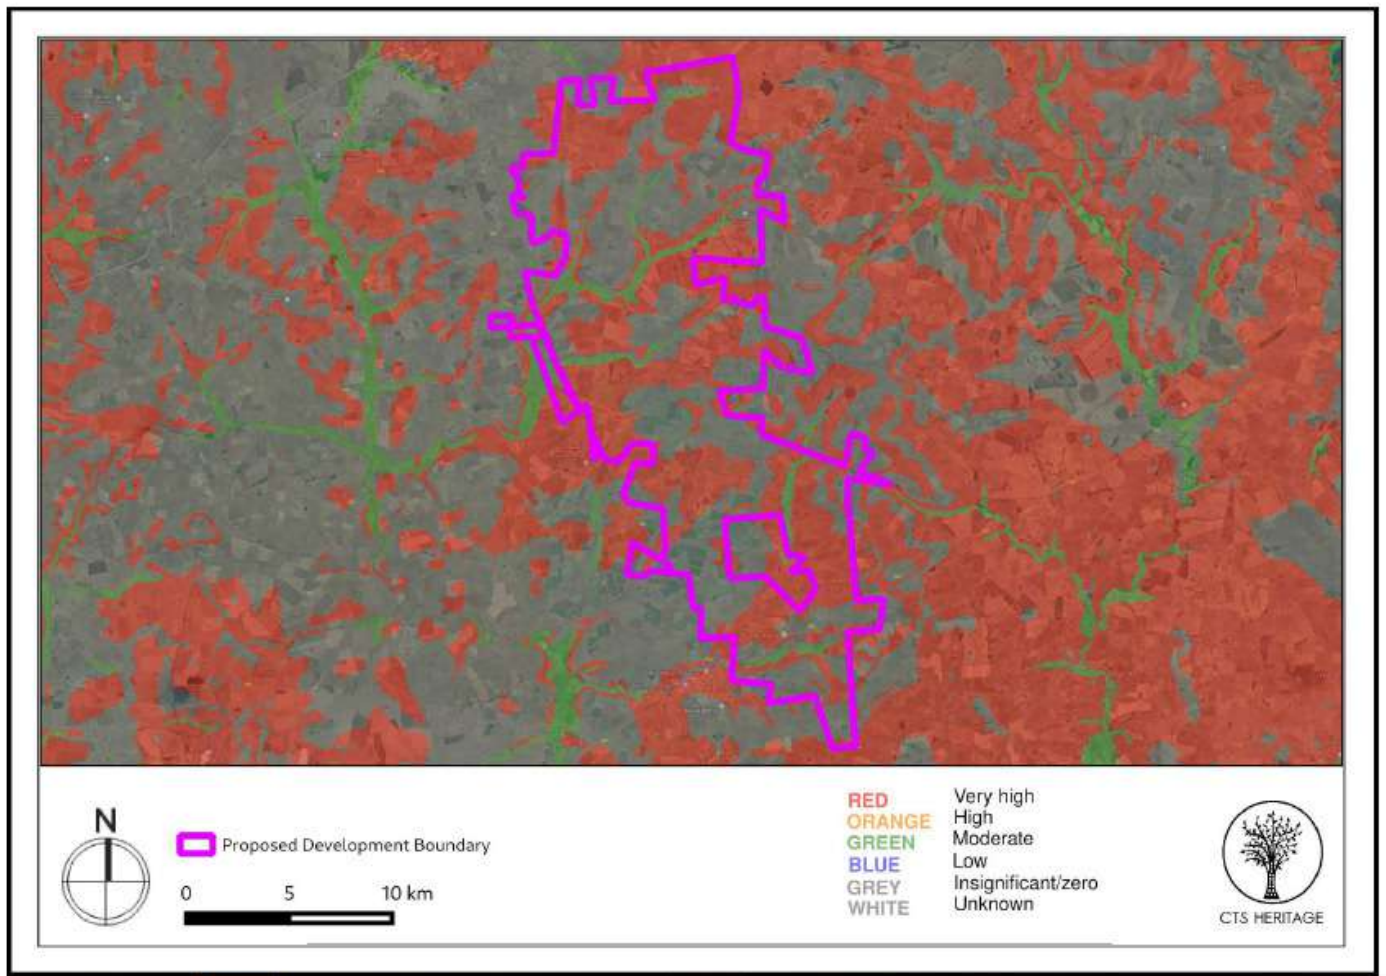 N
Proposed Development Boundary
0 5 10 km
RED Very high
ORANGE High
GREEN Moderate
BLUE Low
GREY Insignificant/zero
WHITE Unknown
CTS HERITAGE